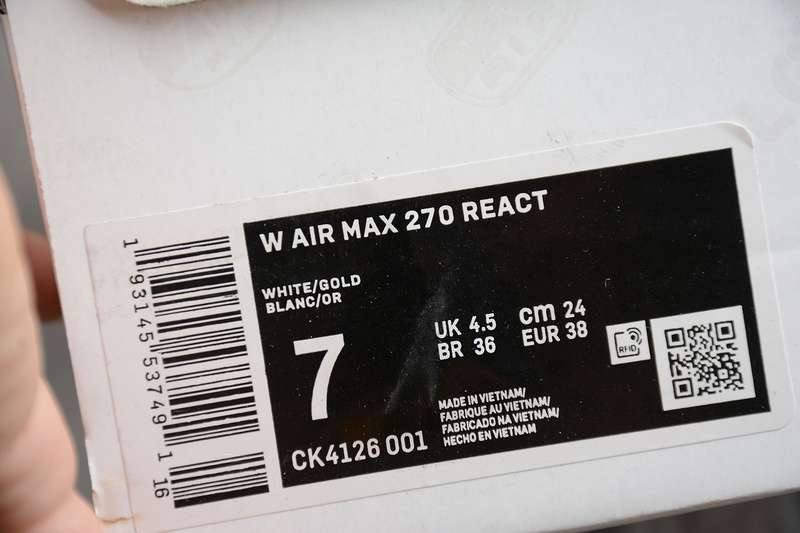 W AIR MAX 270 REACT
WHITE/GOLD
BLANC/OR
7
UK 4.5
BR 36
cm 24
EUR 38
RFID
MADE IN VIETNAM/
FABRIQUE AU VIETNAM/
FABRICADO NA VIETNAM/
HECHO EN VIETNAM
CK4126 001
1 93145 53749 1 16